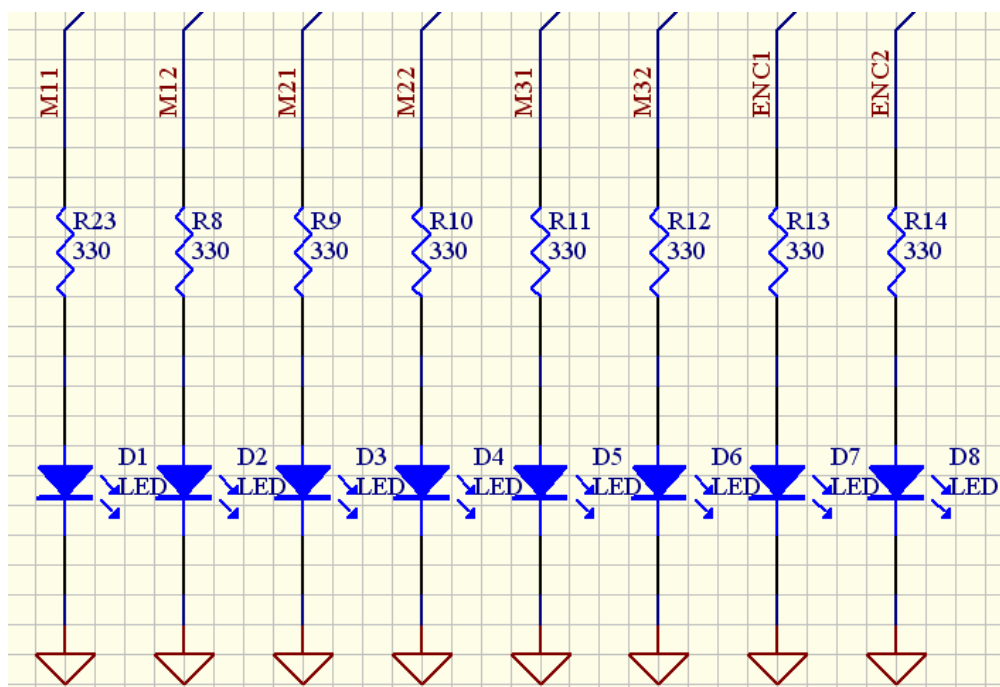 M11
M12
M21
M22
M31
M32
ENC1
ENC2
R23
330
R8
330
R9
330
R10
330
R11
330
R12
330
R13
330
R14
330
D1
LED
D2
LED
D3
LED
D4
LED
D5
LED
D6
LED
D7
LED
D8
LED